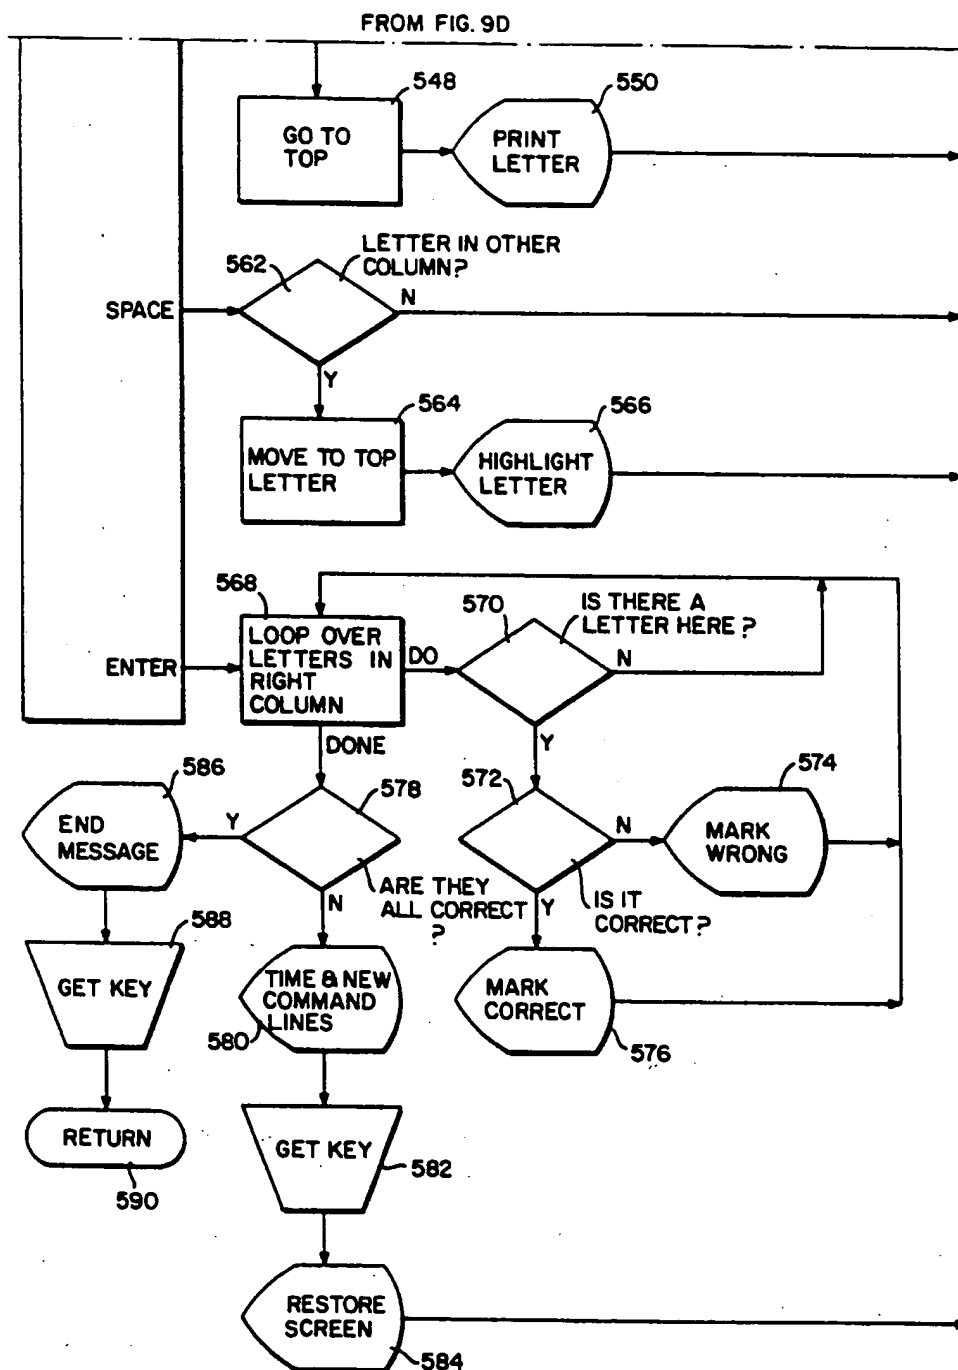 FROM FIG. 9D
548
GO TO
TOP
550
PRINT
LETTER
LETTER IN OTHER
COLUMN?
562
SPACE
N
Y
564
MOVE TO TOP
LETTER
566
HIGHLIGHT
LETTER
568
LOOP OVER
LETTERS IN
RIGHT
COLUMN
ENTER
DO
570
IS THERE A
LETTER HERE?
N
Y
DONE
586
END
MESSAGE
Y
578
ARE THEY
ALL CORRECT
?
N
572
N
574
MARK
WRONG
IS IT
CORRECT?
Y
588
GET KEY
TIME & NEW
COMMAND
LINES
580
MARK
CORRECT
576
RETURN
590
GET KEY
582
RESTORE
SCREEN
584